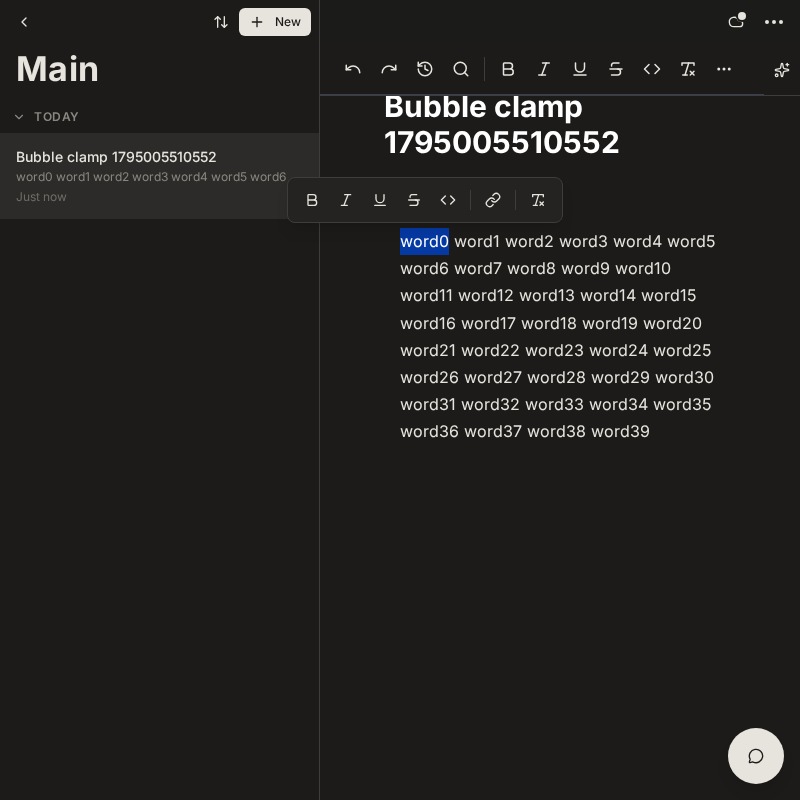 New
Main
TODAY
Bubble clamp 1795005510552
word0 word1 word2 word3 word4 word5 word6
Just now
Bubble clamp
1795005510552
word0 word1 word2 word3 word4 word5
word6 word7 word8 word9 word10
word11 word12 word13 word14 word15
word16 word17 word18 word19 word20
word21 word22 word23 word24 word25
word26 word27 word28 word29 word30
word31 word32 word33 word34 word35
word36 word37 word38 word39